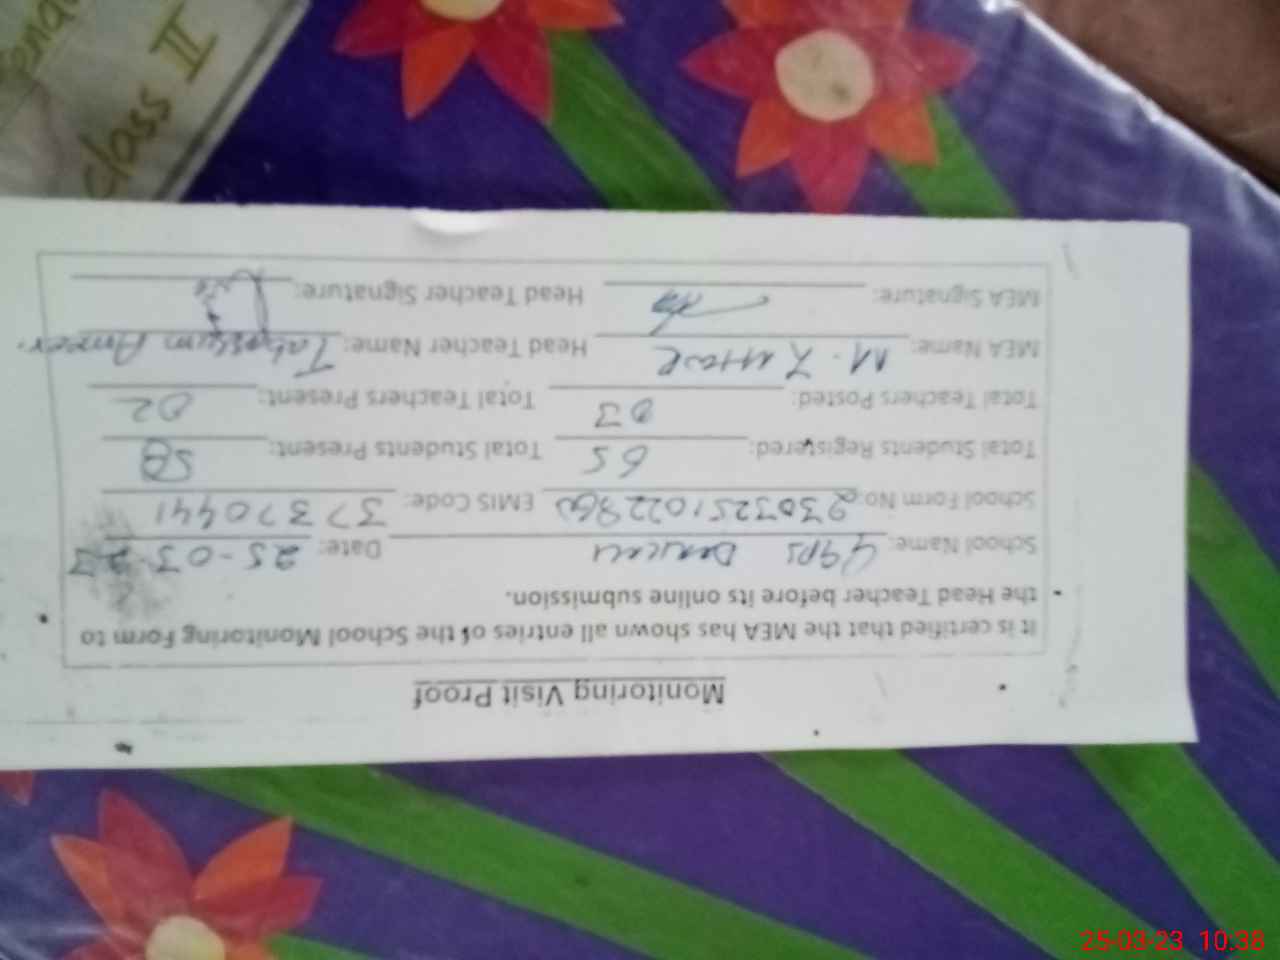 Monitoring Visit Proof
It is certified that the MEA has shown all entries of the School Monitoring Form to
the Head Teacher before its online submission.
School Name: GGPS Date: 25-03-23
School Form No: EMIS Code: 37370441
Total Students Registered: 65 Total Students Present: 58
Total Teachers Posted: 03 Total Teachers Present: 02
MEA Name: M. Head Teacher Name: Tabassum Ameer.
MEA Signature: Head Teacher Signature:
class II
25-03-23 10:38